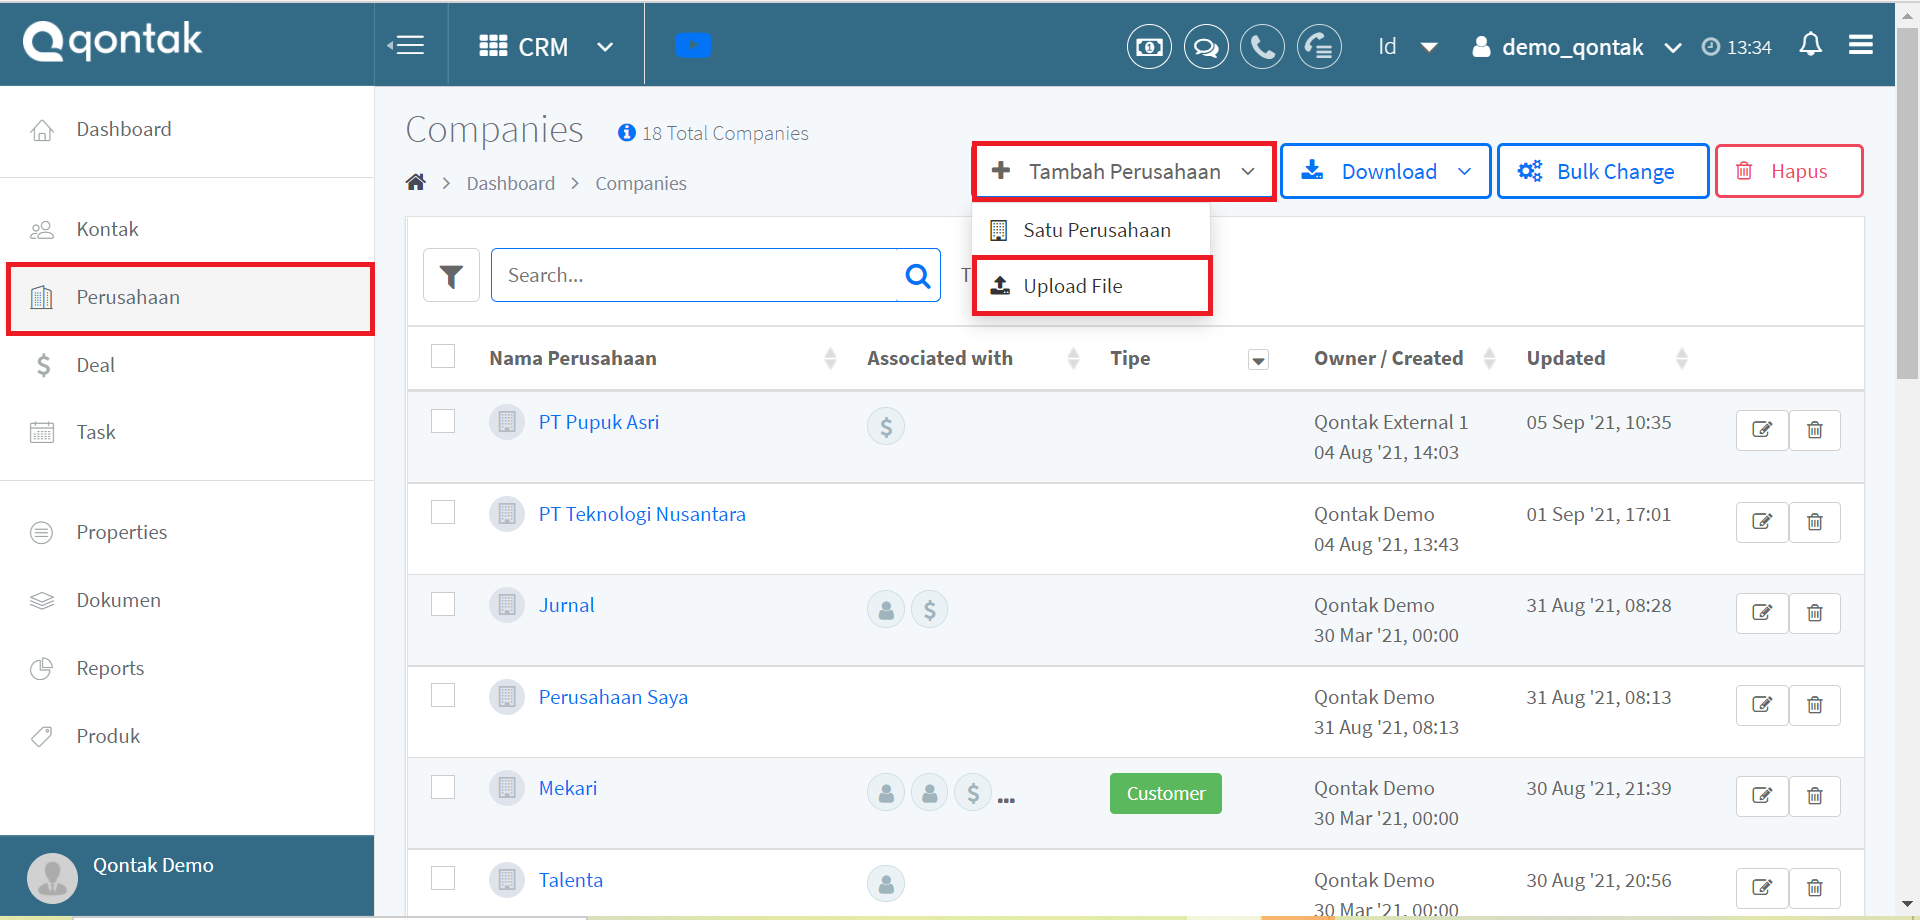 qontak
CRM
Id
demo_qontak
13:34
Dashboard
Kontak
Perusahaan
Deal
Task
Properties
Dokumen
Reports
Produk
Qontak Demo
Companies
18 Total Companies
Dashboard > Companies
Tambah Perusahaan
Download
Bulk Change
Hapus
Satu Perusahaan
Upload File
Search...
T
Nama Perusahaan Associated with Tipe Owner / Created Updated
PT Pupuk Asri Qontak External 1 05 Sep '21, 10:35
04 Aug '21, 14:03
PT Teknologi Nusantara Qontak Demo 01 Sep '21, 17:01
04 Aug '21, 13:43
Jurnal Qontak Demo 31 Aug '21, 08:28
30 Mar '21, 00:00
Perusahaan Saya Qontak Demo 31 Aug '21, 08:13
31 Aug '21, 08:13
Mekari ... Customer Qontak Demo 30 Aug '21, 21:39
30 Mar '21, 00:00
Talenta Qontak Demo 30 Aug '21, 20:56
30 Mar '21, 00:00